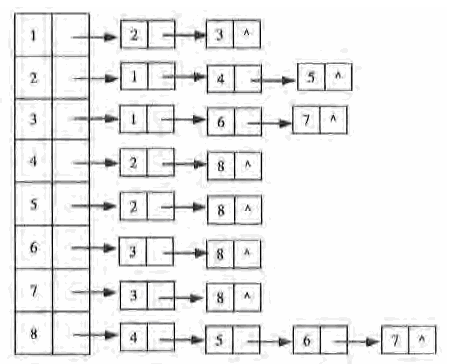 1 2 3 ^
2 1 4 5 ^
3 1 6 7 ^
4 2 8 ^
5 2 8 ^
6 3 8 ^
7 3 8 ^
8 4 5 6 7 ^